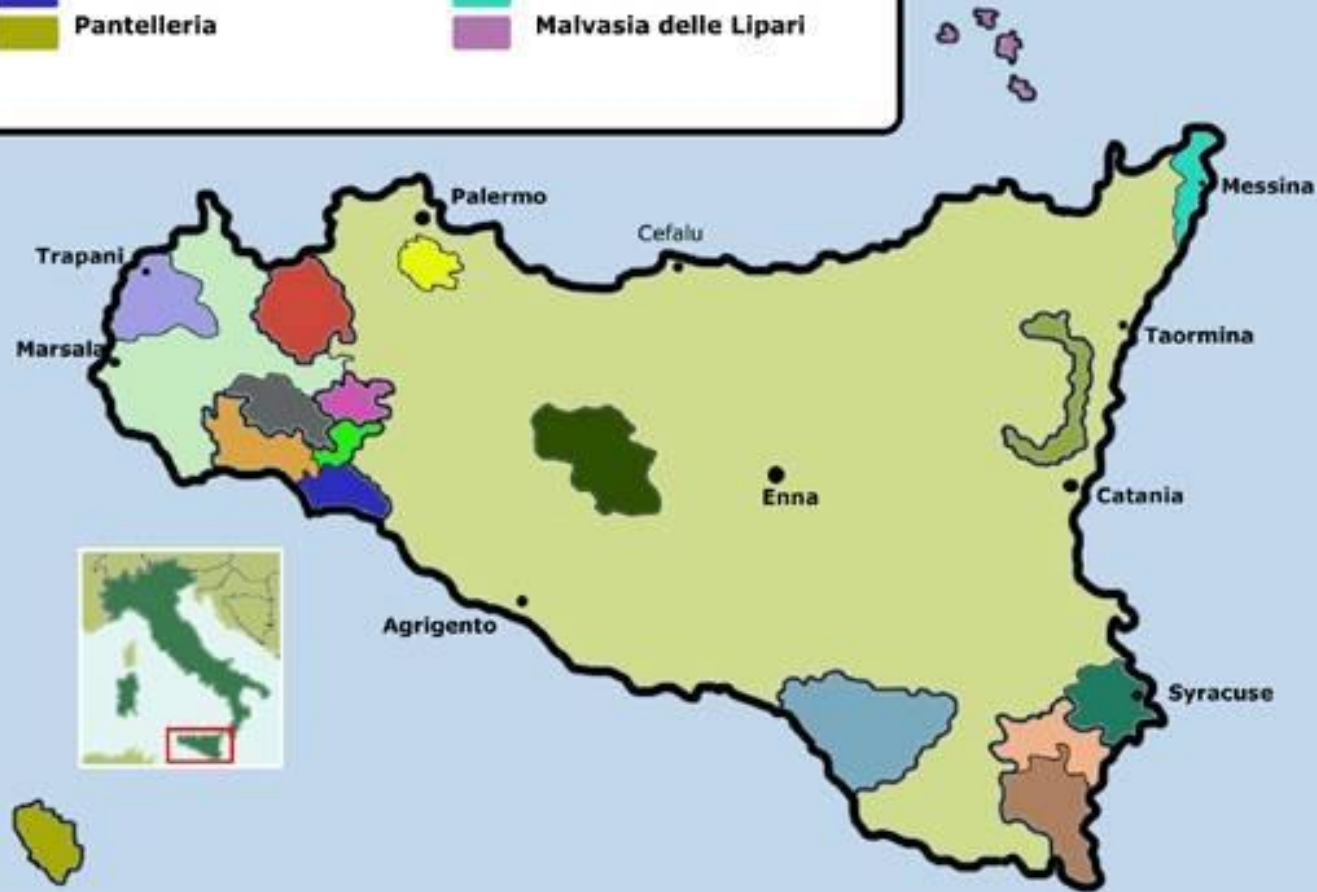 Pantelleria
Malvasia delle Lipari
Palermo
Messina
Cefalu
Trapani
Taormina
Marsala
Enna
Catania
Agrigento
Syracuse